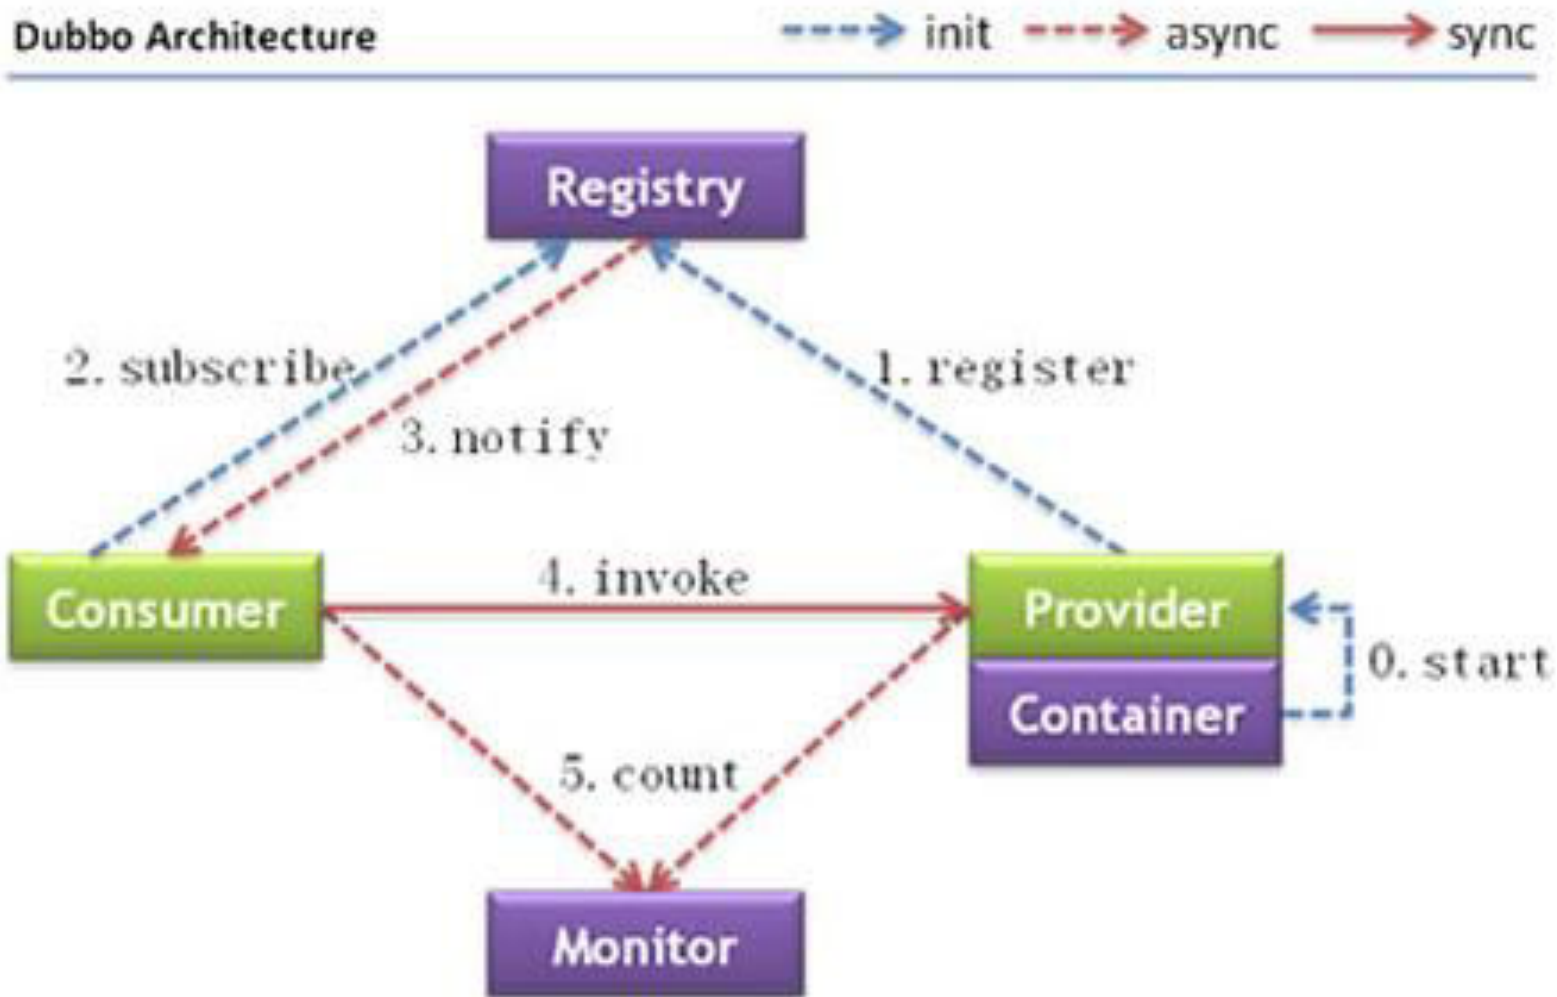 Dubbo Architecture
init
async
sync
Registry
2. subscribe
1. register
3. notify
4. invoke
Consumer
Provider
0. start
Container
5. count
Monitor